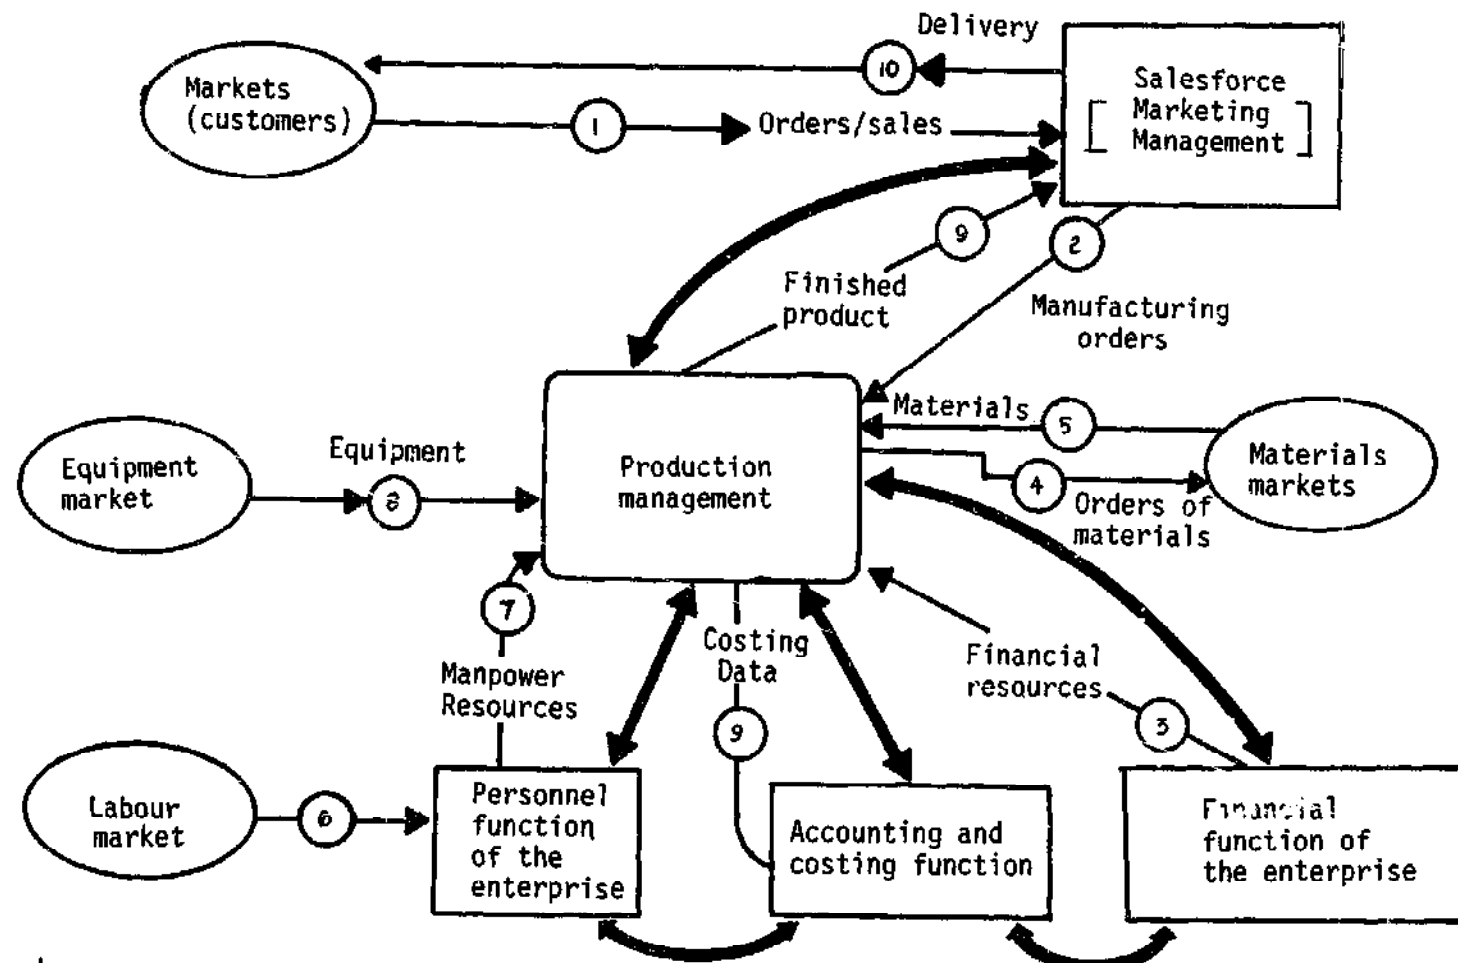 Delivery
10
Markets
(customers)
1
Orders/sales
Salesforce
[ Marketing ]
Management
9
2
Finished
product
Manufacturing
orders
Materials
5
Equipment
market
Equipment
Production
management
4
Materials
markets
Orders of
materials
7
Costing
Data
Manpower
Resources
Financial
resources
9
3
Labour
market
6
Personnel
function
of the
enterprise
Accounting and
costing function
Financial
function of
the enterprise